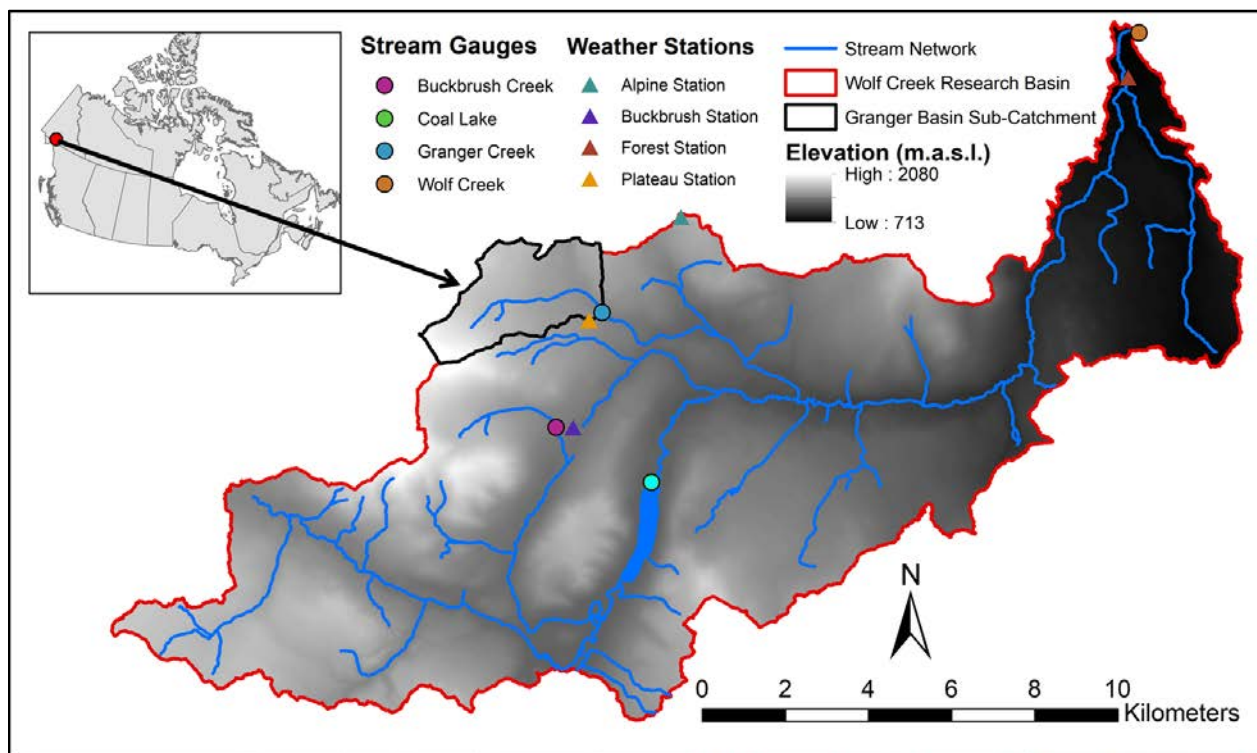 Stream Gauges
Buckbrush Creek
Coal Lake
Granger Creek
Wolf Creek
Weather Stations
Alpine Station
Buckbrush Station
Forest Station
Plateau Station
Stream Network
Wolf Creek Research Basin
Granger Basin Sub-Catchment
Elevation (m.a.s.l.)
High : 2080
Low : 713
N
0 2 4 6 8 10
Kilometers